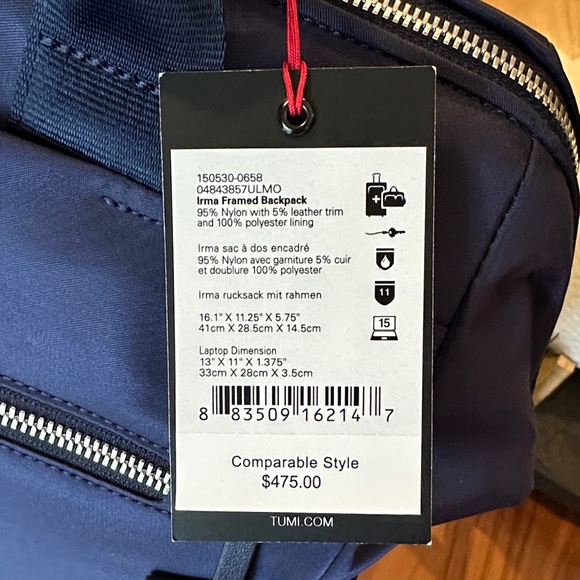 150530-0658
04843857ULMO
Irma Framed Backpack
95% Nylon with 5% leather trim
and 100% polyester lining
Irma sac à dos encadré
95% Nylon avec garniture 5% cuir
et doublure 100% polyester
Irma rucksack mit rahmen
11
16.1" X 11.25" X 5.75"
41cm X 28.5cm X 14.5cm
15
Laptop Dimension
13" X 11" X 1.375"
33cm X 28cm X 3.5cm
8 83509 16214 7
Comparable Style
$475.00
TUMI.COM